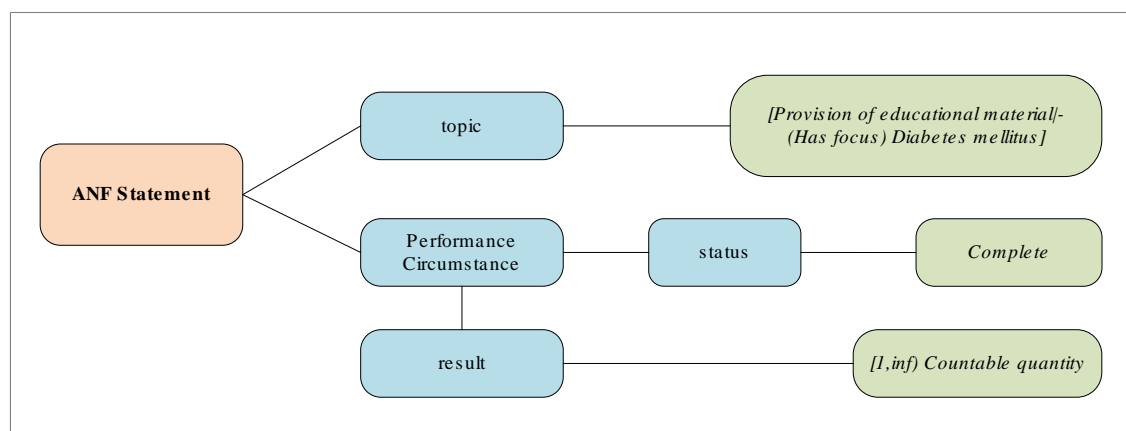 topic
[Provision of educational material|-
(Has focus) Diabetes mellitus]
ANF Statement
Performance
Circumstance
status
Complete
result
[1,inf) Countable quantity